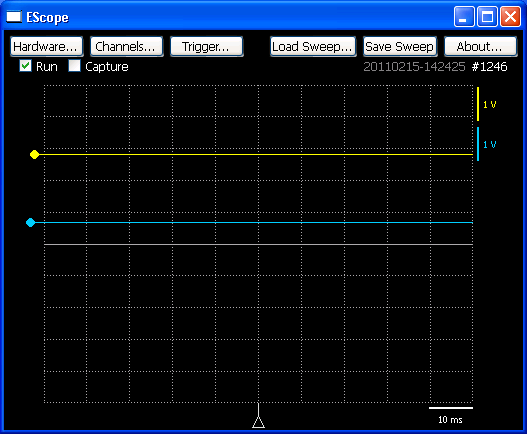 EScope
Hardware... Channels... Trigger... Load Sweep... Save Sweep About...
Run Capture 20110215-142425 #1246
1 V
1 V
10 ms